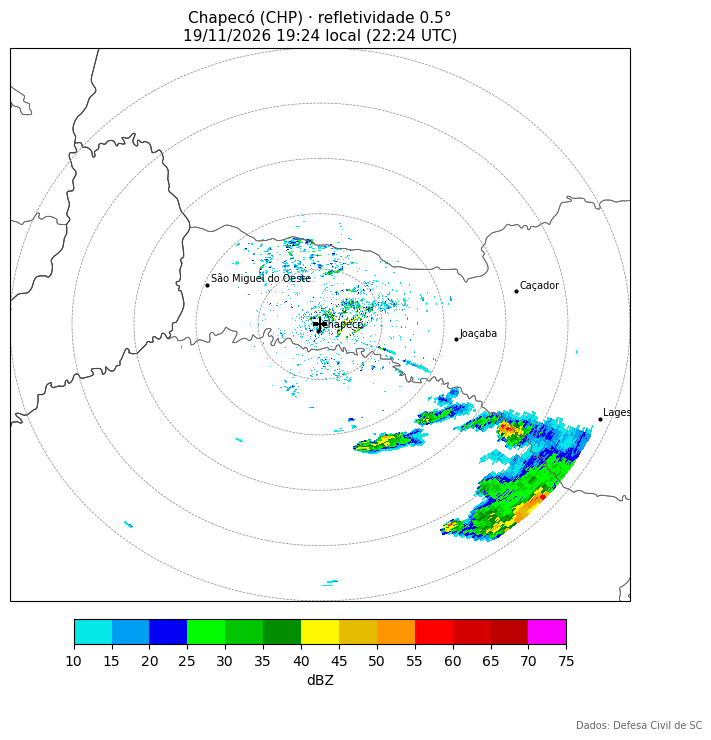 Chapecó (CHP) · refletividade 0.5°
19/11/2026 19:24 local (22:24 UTC)
São Miguel do Oeste
Caçador
Chapecó
Joaçaba
Lages
10 15 20 25 30 35 40 45 50 55 60 65 70 75
dBZ
Dados: Defesa Civil de SC